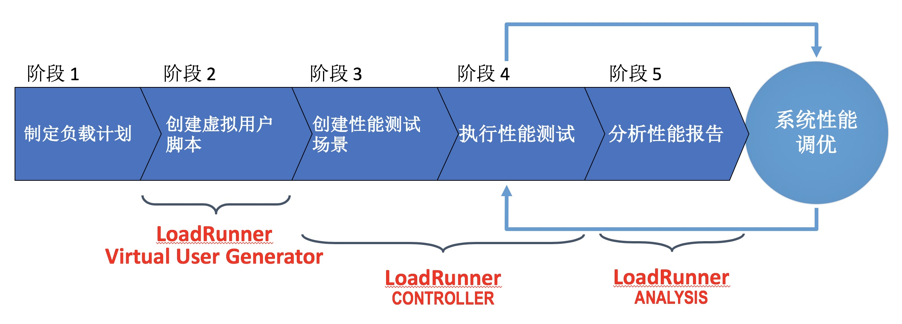 阶段 1
阶段 2
阶段 3
阶段 4
阶段 5
制定负载计划
创建虚拟用户
脚本
创建性能测试
场景
执行性能测试
分析性能报告
系统性能
调优
LoadRunner
Virtual User Generator
LoadRunner
CONTROLLER
LoadRunner
ANALYSIS